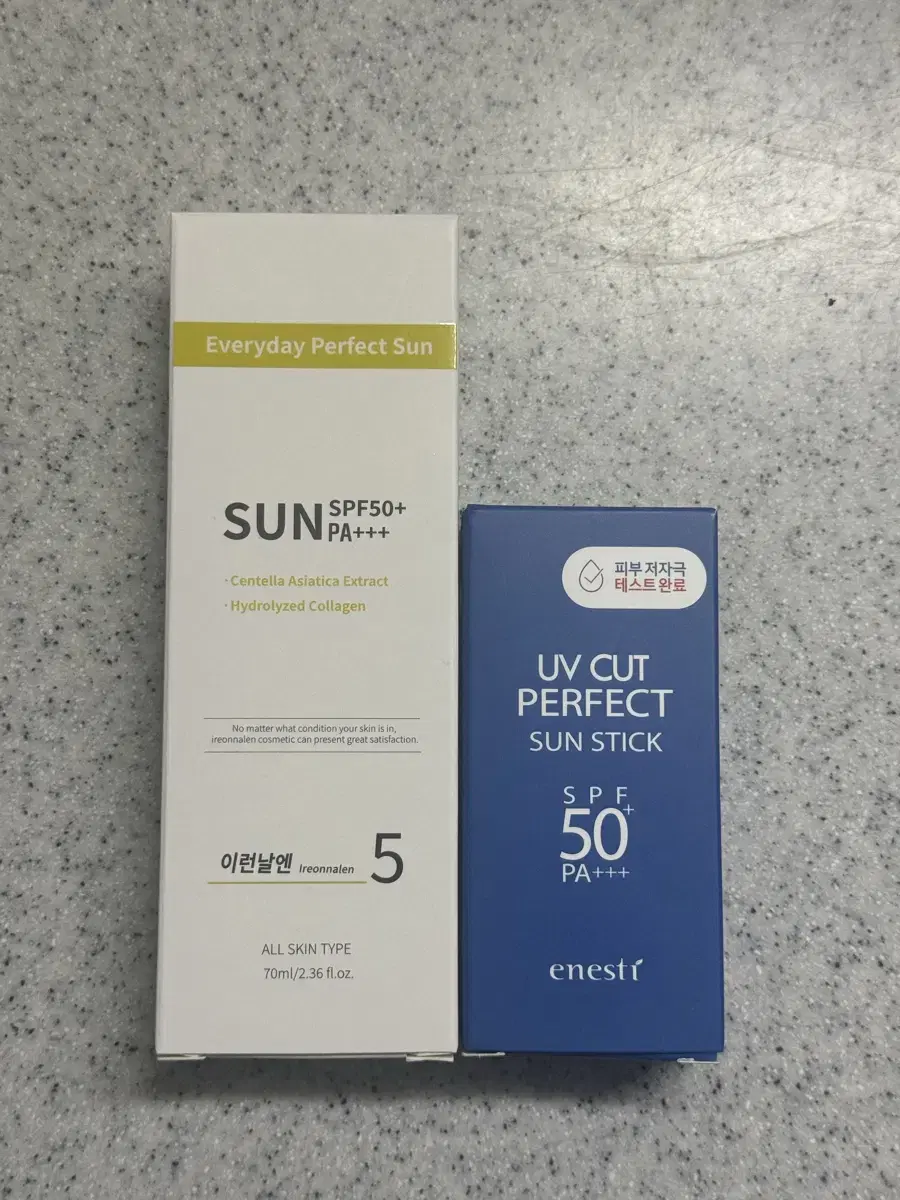 Everyday Perfect Sun
SUN SPF50+
PA+++
·Centella Asiatica Extract
·Hydrolyzed Collagen
No matter what condition your skin is in,
ireonnalen cosmetic can present great satisfaction.
이런날엔 Ireonnalen 5
ALL SKIN TYPE
70ml/2.36 fl.oz.
피부 저자극
테스트 완료
UV CUT
PERFECT
SUN STICK
SPF
50+
PA+++
enesti